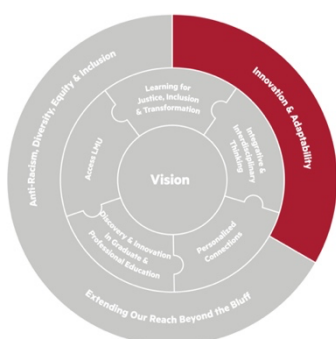 Anti-Racism, Diversity, Equity & Inclusion
Innovation & Adaptability
Extending Our Reach Beyond the Bluff
Learning for
Justice, Inclusion
& Transformation
Integrative &
Interdisciplinary
Thinking
Personalized
Connections
Discovery & Innovation
in Graduate &
Professional Education
Access LMU
Vision